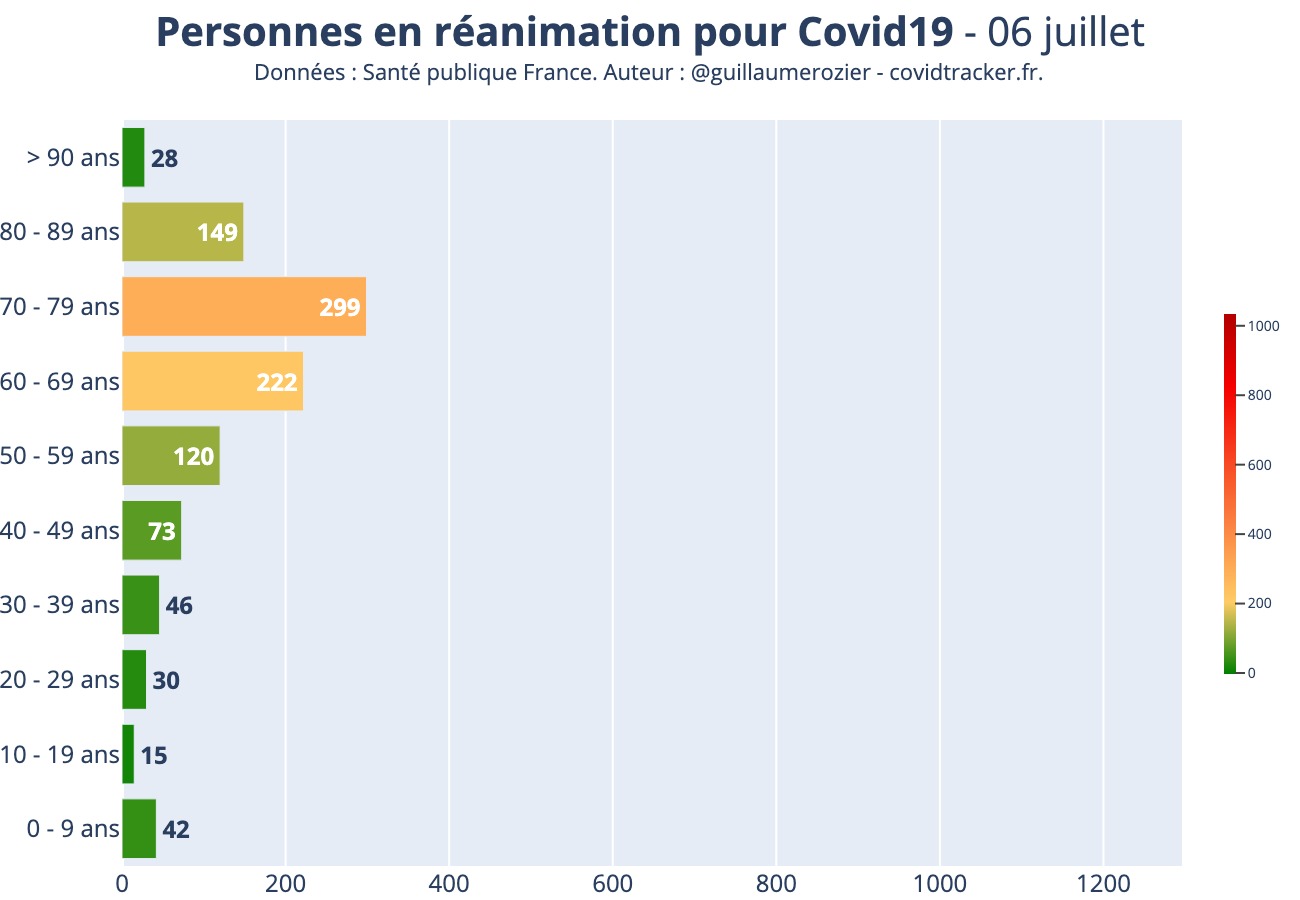 Personnes en réanimation pour Covid19 - 06 juillet
Données : Santé publique France. Auteur : @guillaumerozier - covidtracker.fr.
> 90 ans 28
80 - 89 ans 149
70 - 79 ans 299
60 - 69 ans 222
50 - 59 ans 120
40 - 49 ans 73
30 - 39 ans 46
20 - 29 ans 30
10 - 19 ans 15
0 - 9 ans 42
0 200 400 600 800 1000 1200
1000
800
600
400
200
0